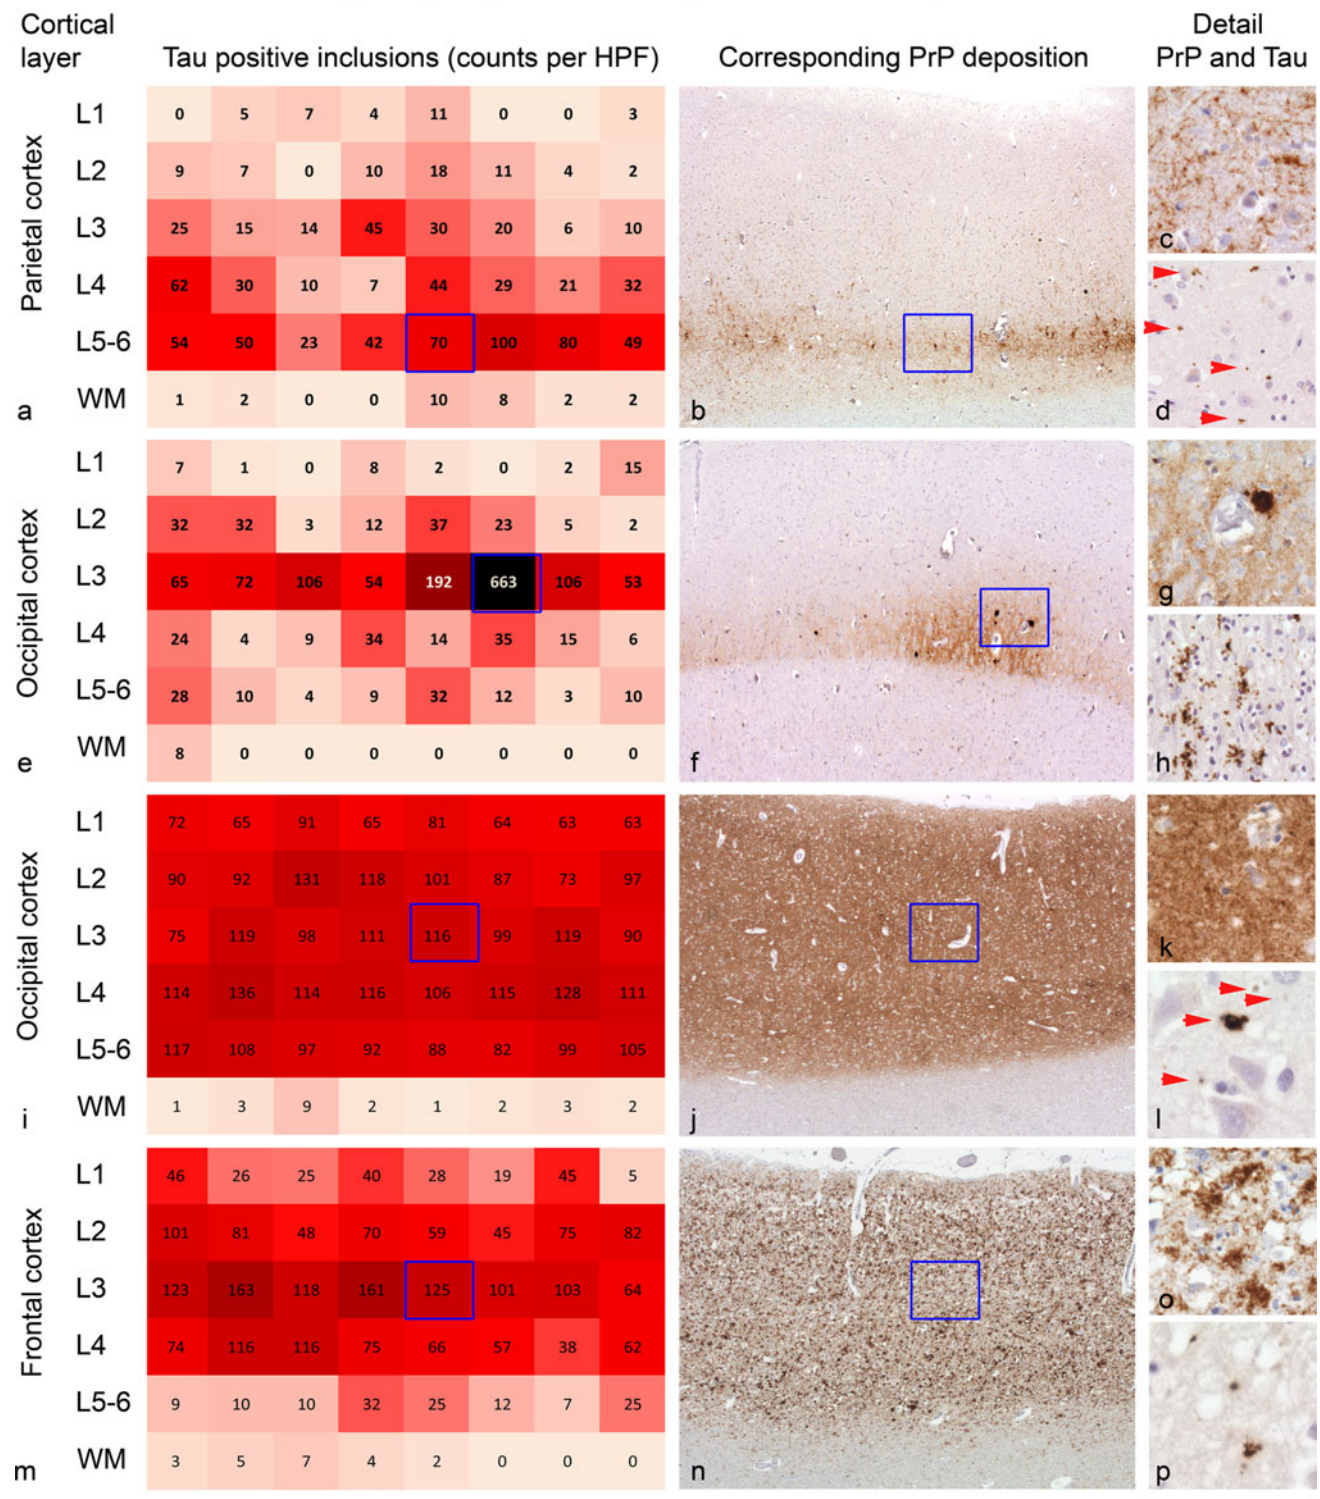 Cortical
layer
Tau positive inclusions (counts per HPF)
Corresponding PrP deposition
Detail
PrP and Tau
Parietal cortex
L1 0 5 7 4 11 0 0 3
L2 9 7 0 10 18 11 4 2
L3 25 15 14 45 30 20 6 10
L4 62 30 10 7 44 29 21 32
L5-6 54 50 23 42 70 100 80 49
WM 1 2 0 0 10 8 2 2
a
b
c
d
Occipital cortex
L1 7 1 0 8 2 0 2 15
L2 32 32 3 12 37 23 5 2
L3 65 72 106 54 192 663 106 53
L4 24 4 9 34 14 35 15 6
L5-6 28 10 4 9 32 12 3 10
WM 8 0 0 0 0 0 0 0
e
f
g
h
Occipital cortex
L1 72 65 91 65 81 64 63 63
L2 90 92 131 118 101 87 73 97
L3 75 119 98 111 116 99 119 90
L4 114 136 114 116 106 115 128 111
L5-6 117 108 97 92 88 82 99 105
WM 1 3 9 2 1 2 3 2
i
j
k
l
Frontal cortex
L1 46 26 25 40 28 19 45 5
L2 101 81 48 70 59 45 75 82
L3 123 163 118 161 125 101 103 64
L4 74 116 116 75 66 57 38 62
L5-6 9 10 10 32 25 12 7 25
WM 3 5 7 4 2 0 0 0
m
n
o
p